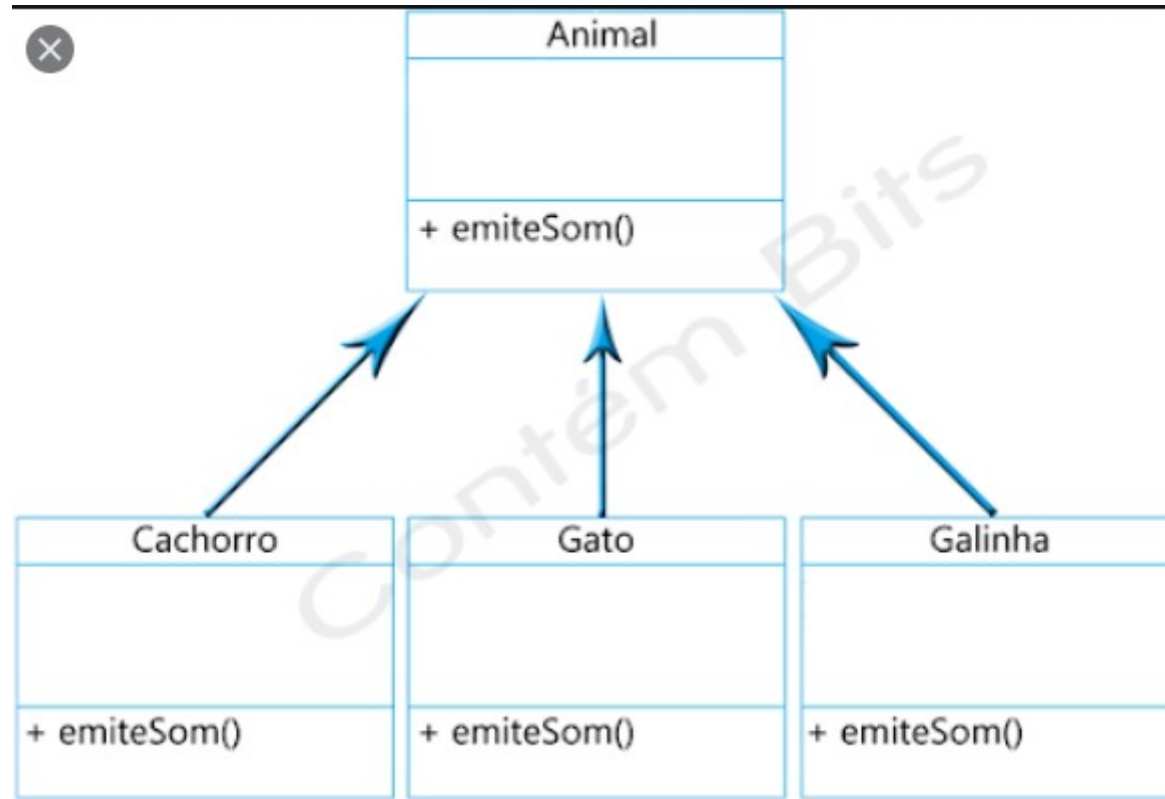 Animal
+ emiteSom()
Contém Bits
Cachorro
Gato
Galinha
+ emiteSom()
+ emiteSom()
+ emiteSom()